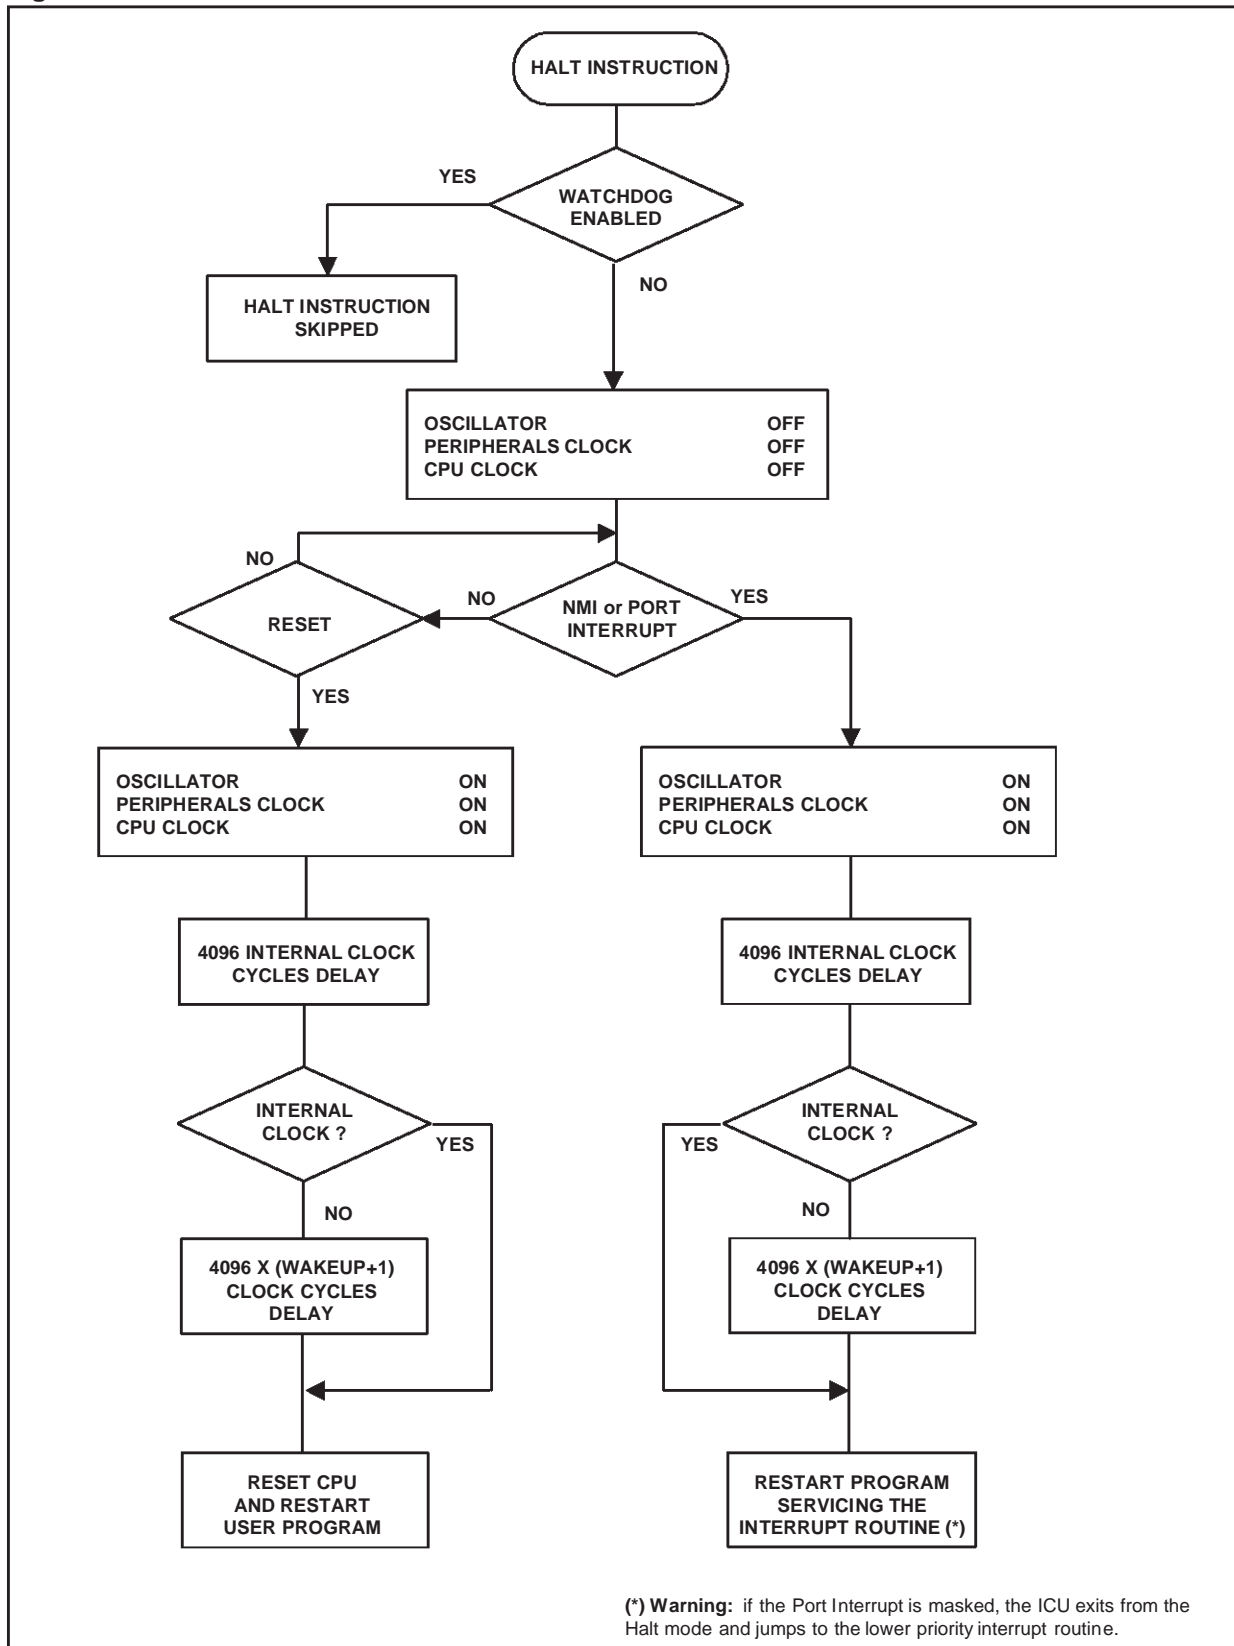 HALT INSTRUCTION
YES
WATCHDOG
ENABLED
NO
HALT INSTRUCTION
SKIPPED
OSCILLATOR OFF
PERIPHERALS CLOCK OFF
CPU CLOCK OFF
NO
RESET
NO
NMI or PORT
INTERRUPT
YES
YES
OSCILLATOR ON
PERIPHERALS CLOCK ON
CPU CLOCK ON
OSCILLATOR ON
PERIPHERALS CLOCK ON
CPU CLOCK ON
4096 INTERNAL CLOCK
CYCLES DELAY
4096 INTERNAL CLOCK
CYCLES DELAY
INTERNAL
CLOCK ?
YES
NO
INTERNAL
CLOCK ?
YES
NO
4096 X (WAKEUP+1)
CLOCK CYCLES
DELAY
4096 X (WAKEUP+1)
CLOCK CYCLES
DELAY
RESET CPU
AND RESTART
USER PROGRAM
RESTART PROGRAM
SERVICING THE
INTERRUPT ROUTINE (*)
(*) Warning: if the Port Interrupt is masked, the ICU exits from the
Halt mode and jumps to the lower priority interrupt routine.